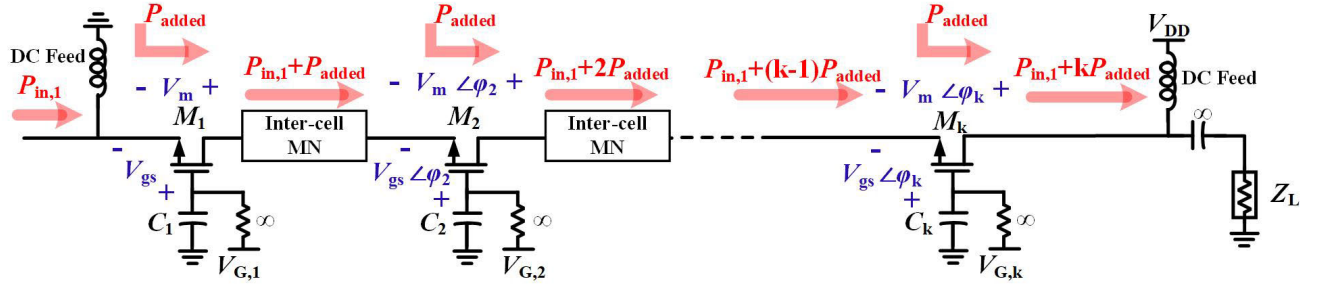 P_added
P_added
P_added
V_DD
DC Feed
P_in,1
- V_m +
P_in,1+P_added
- V_m ∠φ_2 +
P_in,1+2P_added
P_in,1+(k-1)P_added
- V_m ∠φ_k +
P_in,1+kP_added
DC Feed
M_1
Inter-cell
MN
M_2
Inter-cell
MN
M_k
∞
- V_gs +
- V_gs ∠φ_2 +
- V_gs ∠φ_k +
C_1
∞
C_2
∞
C_k
∞
Z_L
V_G,1
V_G,2
V_G,k